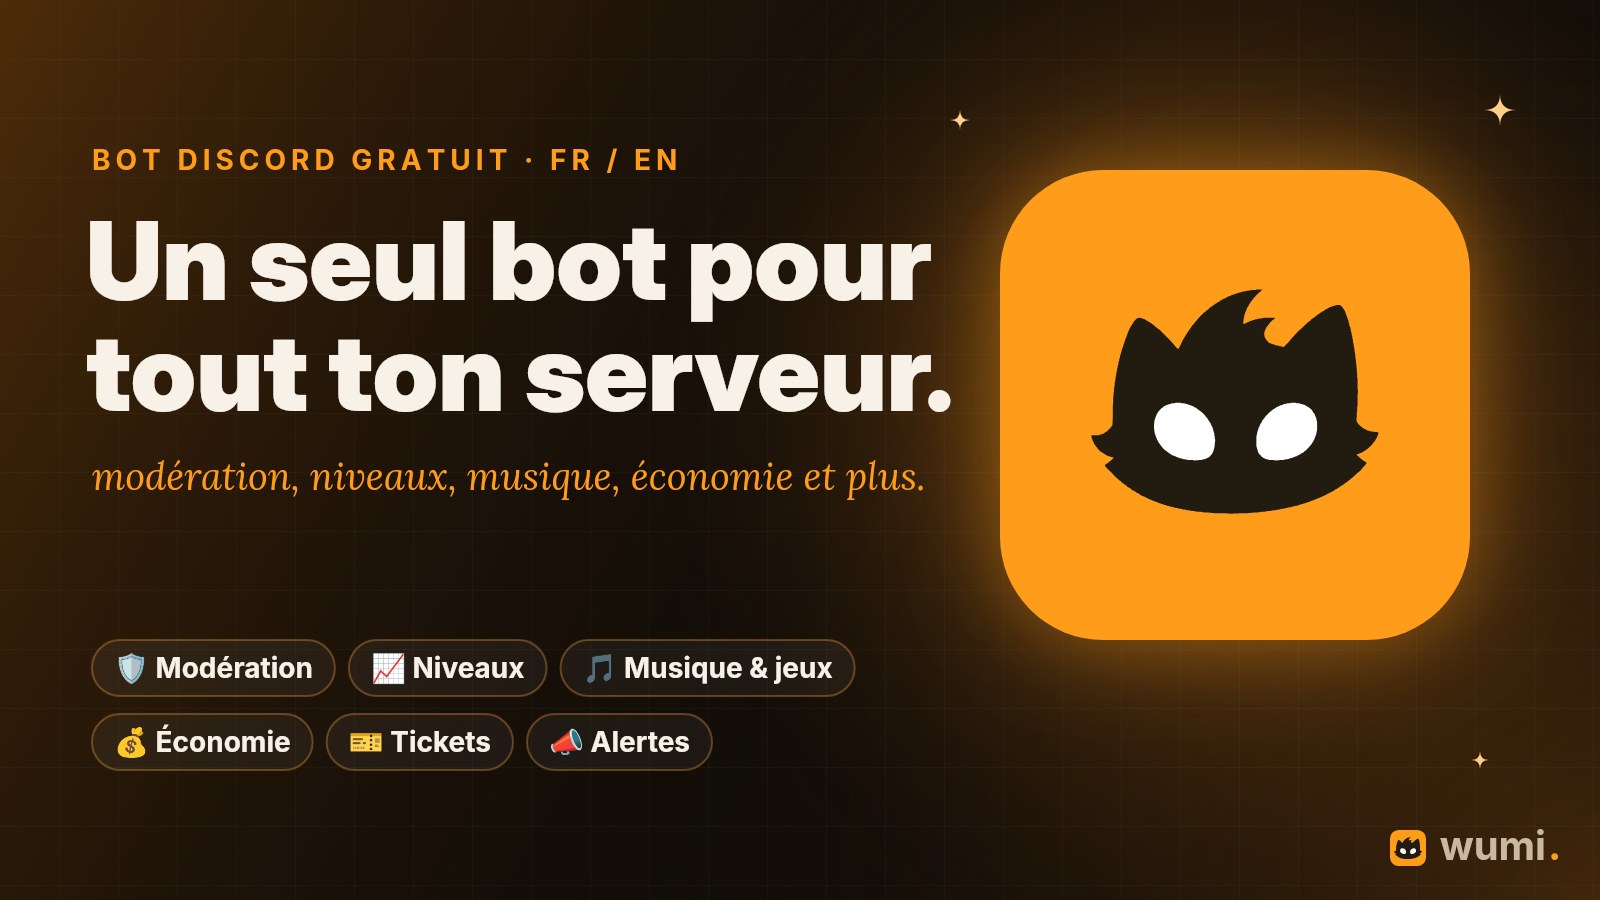 BOT DISCORD GRATUIT · FR / EN
Un seul bot pour
tout ton serveur.
modération, niveaux, musique, économie et plus.
🛡️ Modération
📈 Niveaux
🎵 Musique & jeux
💰 Économie
🎫 Tickets
📣 Alertes
wumi.